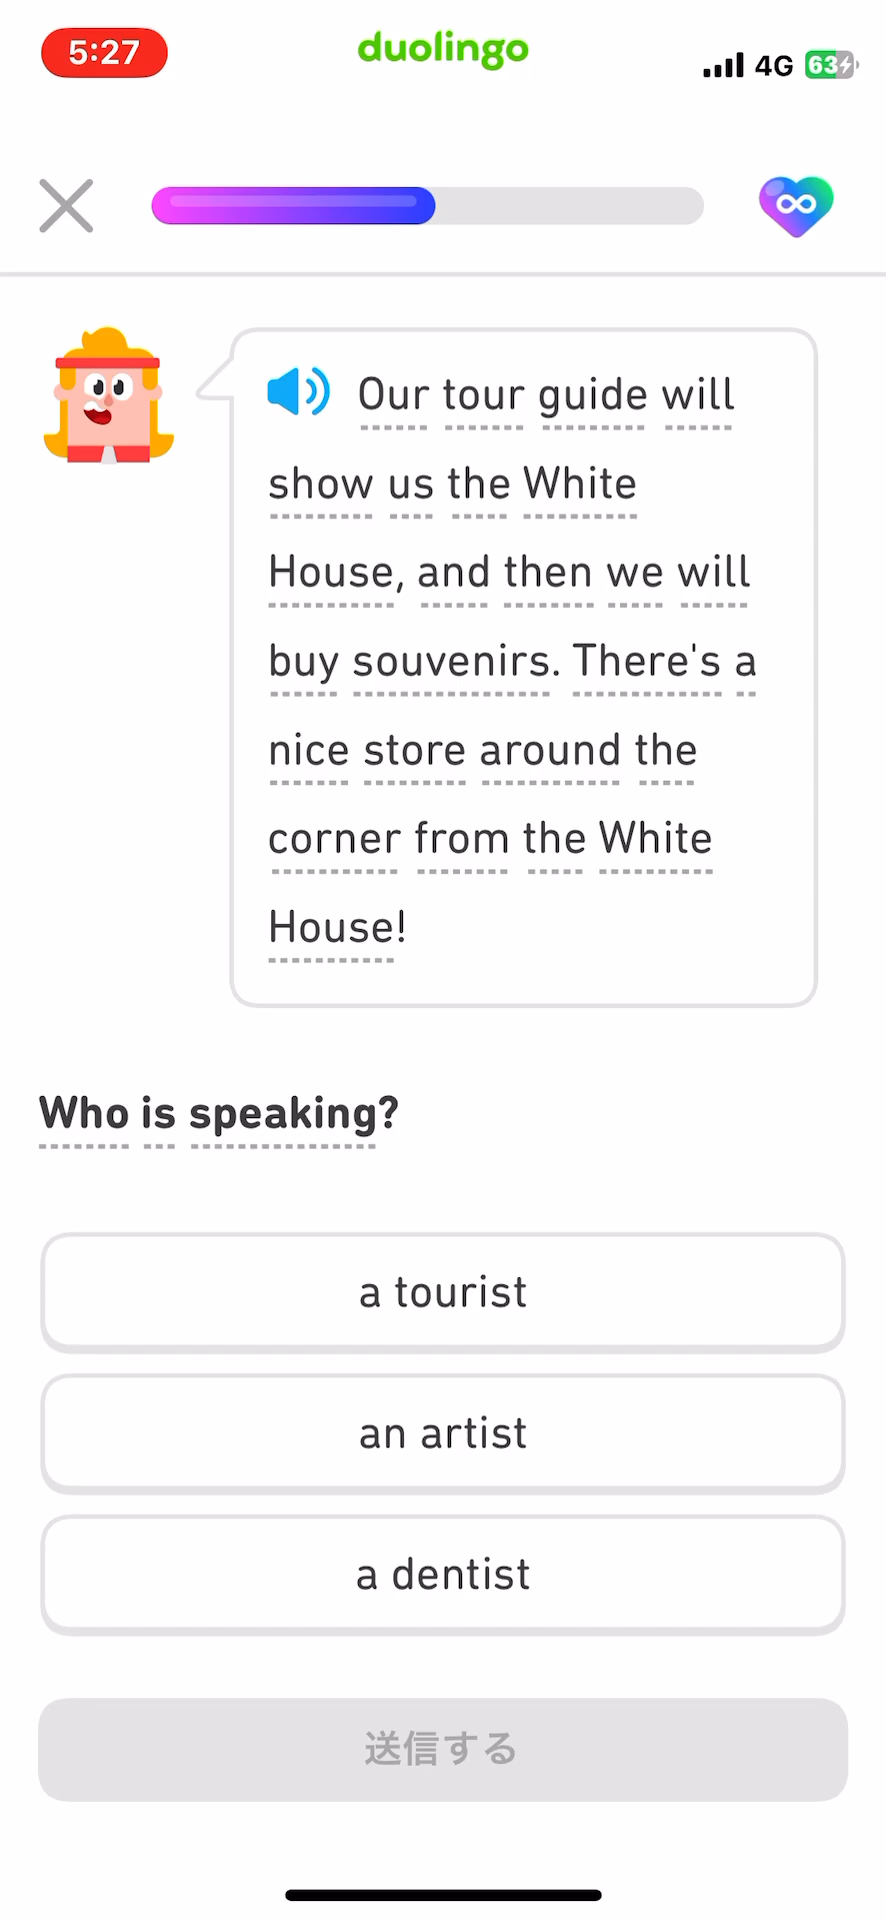 5:27
duolingo
4G
63
Our tour guide will
show us the White
House, and then we will
buy souvenirs. There's a
nice store around the
corner from the White
House!
Who is speaking?
a tourist
an artist
a dentist
送信する